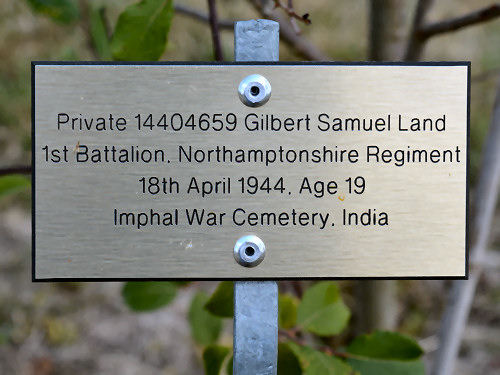 Private 14404659 Gilbert Samuel Land
1st Battalion, Northamptonshire Regiment
18th April 1944, Age 19
Imphal War Cemetery, India